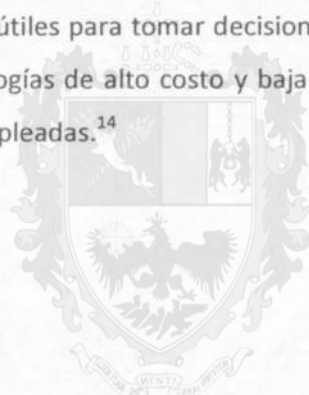 útiles para tomar decision
ogías de alto costo y baja
pleadas.¹⁴